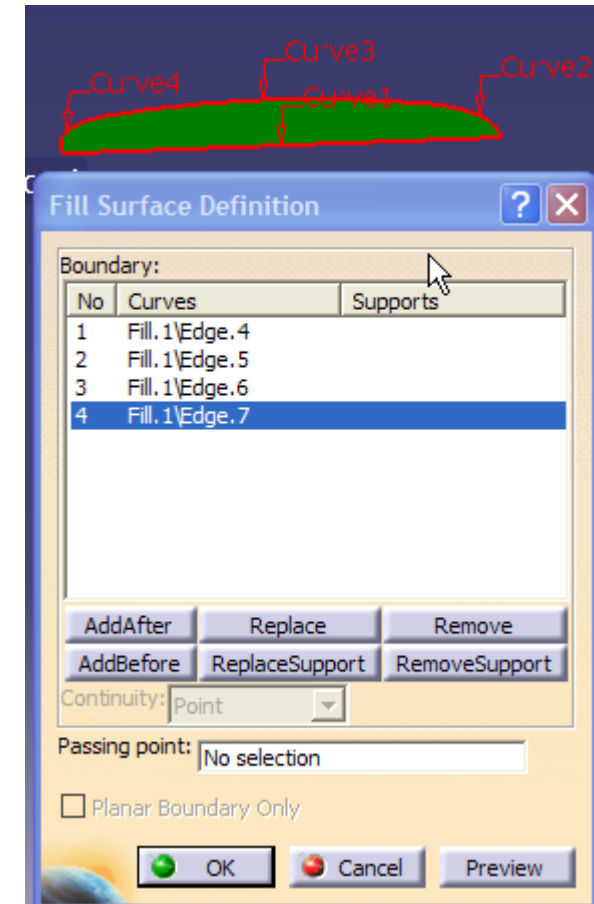 Curve3
Curve4
Curve2
Curve1
Fill Surface Definition
?
Boundary:
No Curves Supports
1 Fill.1\Edge.4
2 Fill.1\Edge.5
3 Fill.1\Edge.6
4 Fill.1\Edge.7
AddAfter Replace Remove
AddBefore ReplaceSupport RemoveSupport
Continuity: Point
Passing point: No selection
Planar Boundary Only
OK Cancel Preview